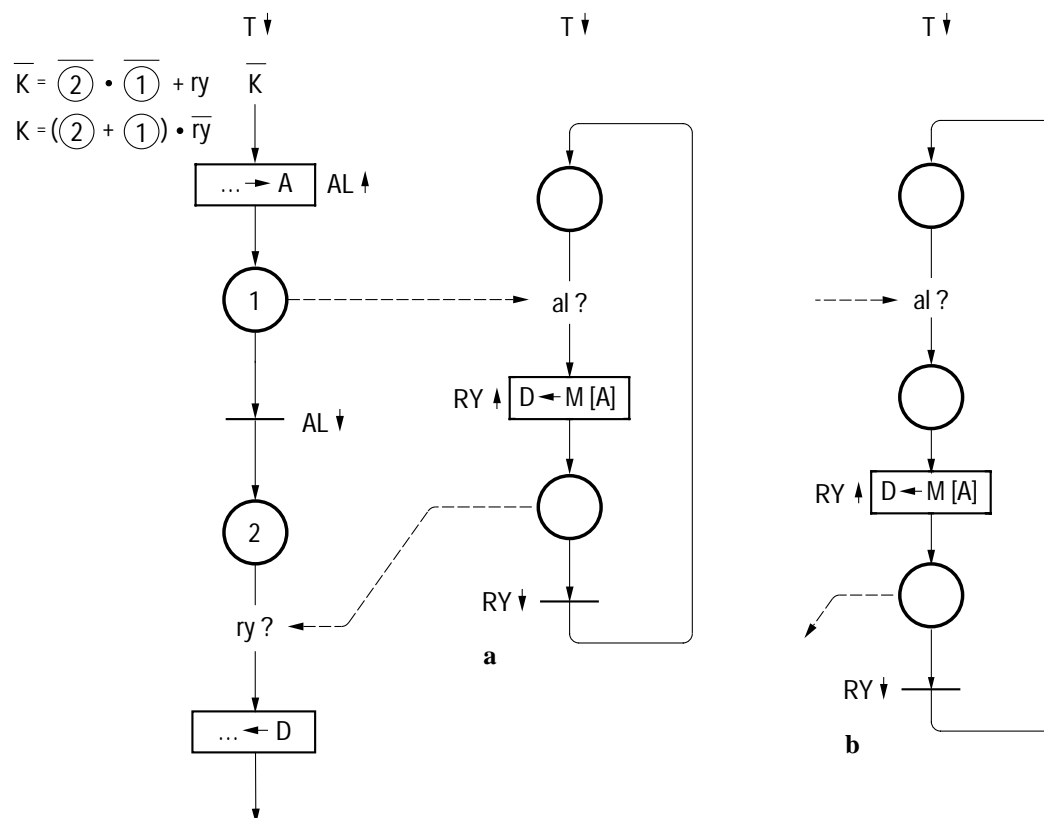 T ↓
T ↓
T ↓
K̅ = ②̅ • ①̅ + ry
K̅
K = (② + ①) • r̅y̅
... → A
AL ↑
1
al ?
al ?
RY ↑
D ← M [A]
AL ↓
RY ↑
D ← M [A]
2
RY ↓
ry ?
a
RY ↓
... ← D
b